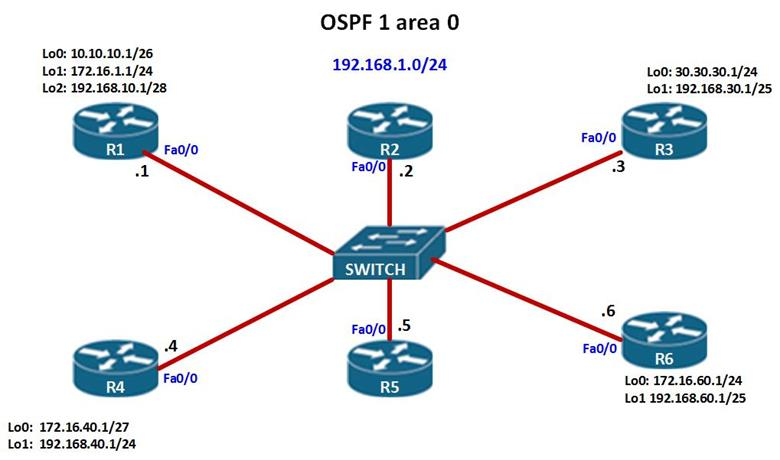 OSPF 1 area 0
192.168.1.0/24
Lo0: 10.10.10.1/26
Lo1: 172.16.1.1/24
Lo2: 192.168.10.1/28
Lo0: 30.30.30.1/24
Lo1: 192.168.30.1/25
R1
Fa0/0
.1
R2
Fa0/0
.2
R3
Fa0/0
.3
SWITCH
R4
.4
Fa0/0
Fa0/0
.5
R5
.6
Fa0/0
R6
Lo0: 172.16.60.1/24
Lo1 192.168.60.1/25
Lo0: 172.16.40.1/27
Lo1: 192.168.40.1/24